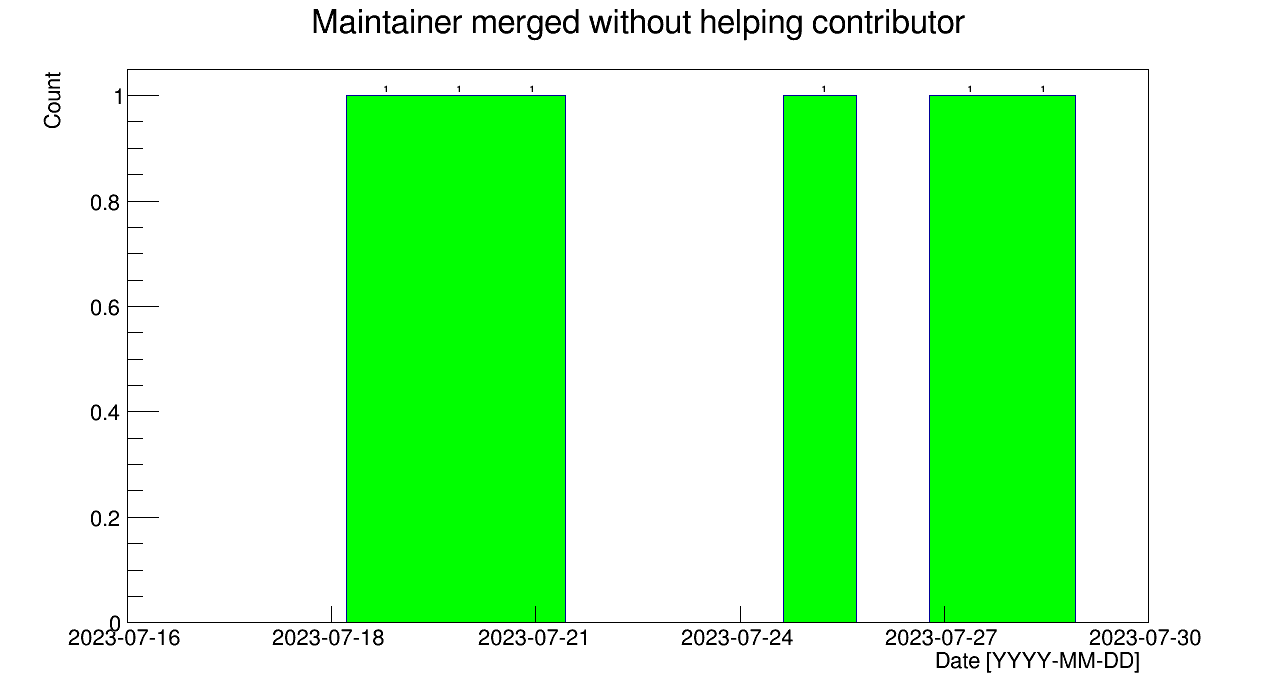 Maintainer merged without helping contributor
Count
1 1 1 1 1 1
1
0.8
0.6
0.4
0.2
0
2023-07-16 2023-07-18 2023-07-21 2023-07-24 2023-07-27 2023-07-30
Date [YYYY-MM-DD]